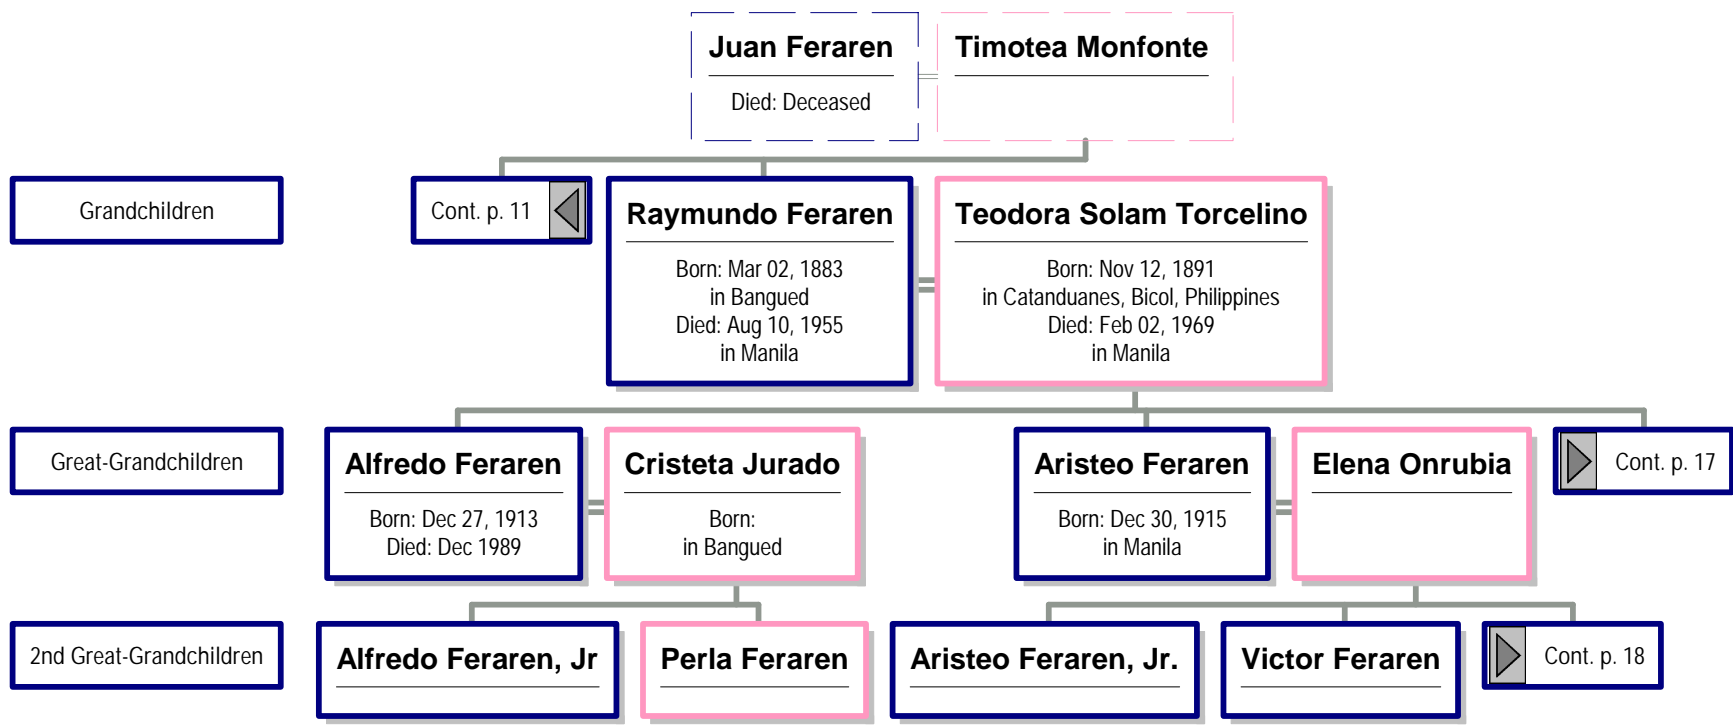 Juan Feraren
Died: Deceased
Timotea Monfonte
Grandchildren
Cont. p. 11
Raymundo Feraren
Born: Mar 02, 1883
in Bangued
Died: Aug 10, 1955
in Manila
Teodora Solam Torcelino
Born: Nov 12, 1891
in Catanduanes, Bicol, Philippines
Died: Feb 02, 1969
in Manila
Great-Grandchildren
Alfredo Feraren
Born: Dec 27, 1913
Died: Dec 1989
Cristeta Jurado
Born:
in Bangued
Aristeo Feraren
Born: Dec 30, 1915
in Manila
Elena Onrubia
Cont. p. 17
2nd Great-Grandchildren
Alfredo Feraren, Jr
Perla Feraren
Aristeo Feraren, Jr.
Victor Feraren
Cont. p. 18